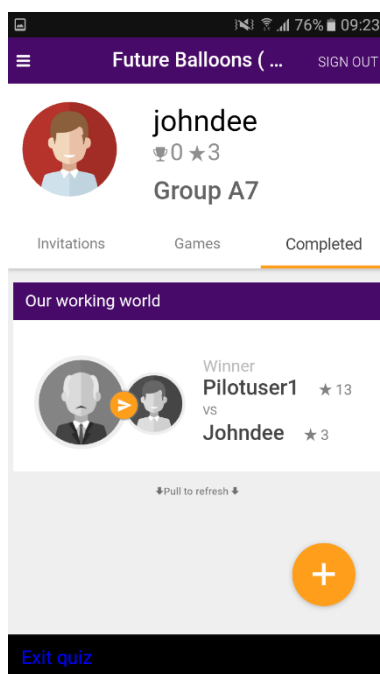 76% 09:23
Future Balloons ( ... SIGN OUT
johndee
0 ★3
Group A7
Invitations Games Completed
Our working world
Winner
Pilotuser1 ★ 13
vs
Johndee ★ 3
Pull to refresh
+
Exit quiz